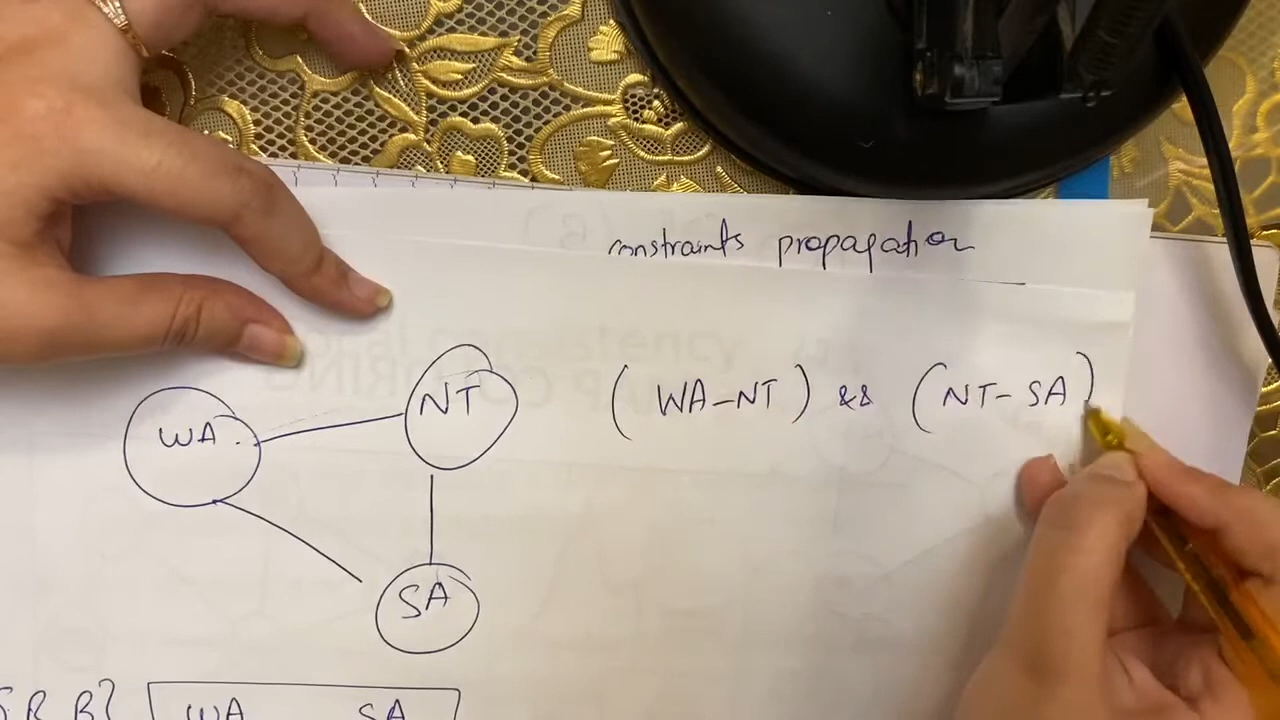 constraints propagation
NT (WA-NT) && (NT-SA)
WA.
SA
R B}
WA SA